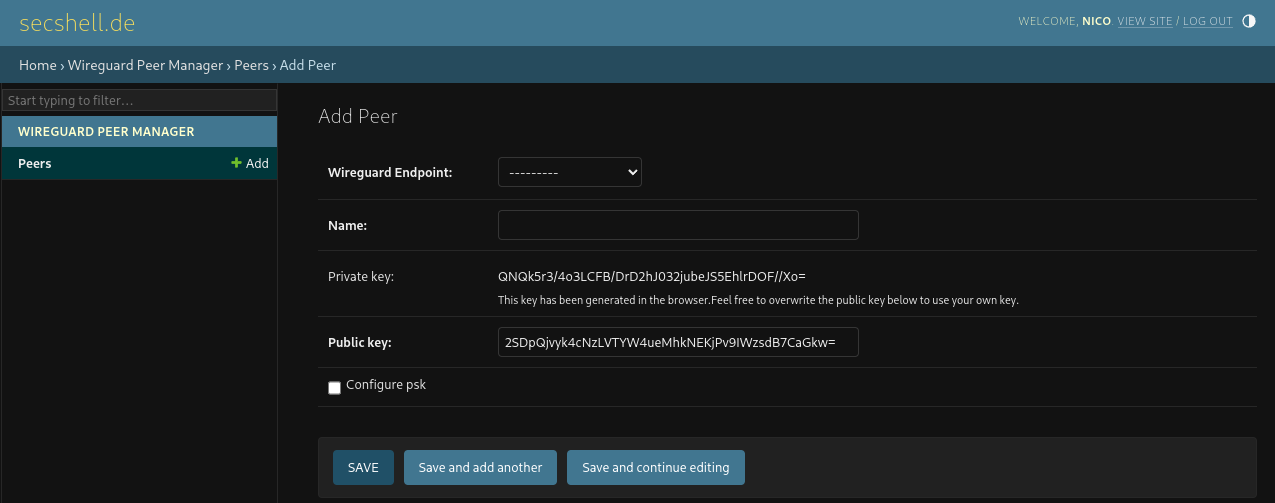 secshell.de
WELCOME, NICO. VIEW SITE / LOG OUT
Home › Wireguard Peer Manager › Peers › Add Peer
Start typing to filter...
WIREGUARD PEER MANAGER
Peers
Add
Add Peer
Wireguard Endpoint:
---------
Name:
Private key:
QNQk5r3/4o3LCFB/DrD2hJ032jubeJS5EhlrDOF//Xo=
This key has been generated in the browser.Feel free to overwrite the public key below to use your own key.
Public key:
2SDpQjvyk4cNzLVTYW4ueMhkNEKjPv9IWzsdB7CaGkw=
Configure psk
SAVE
Save and add another
Save and continue editing